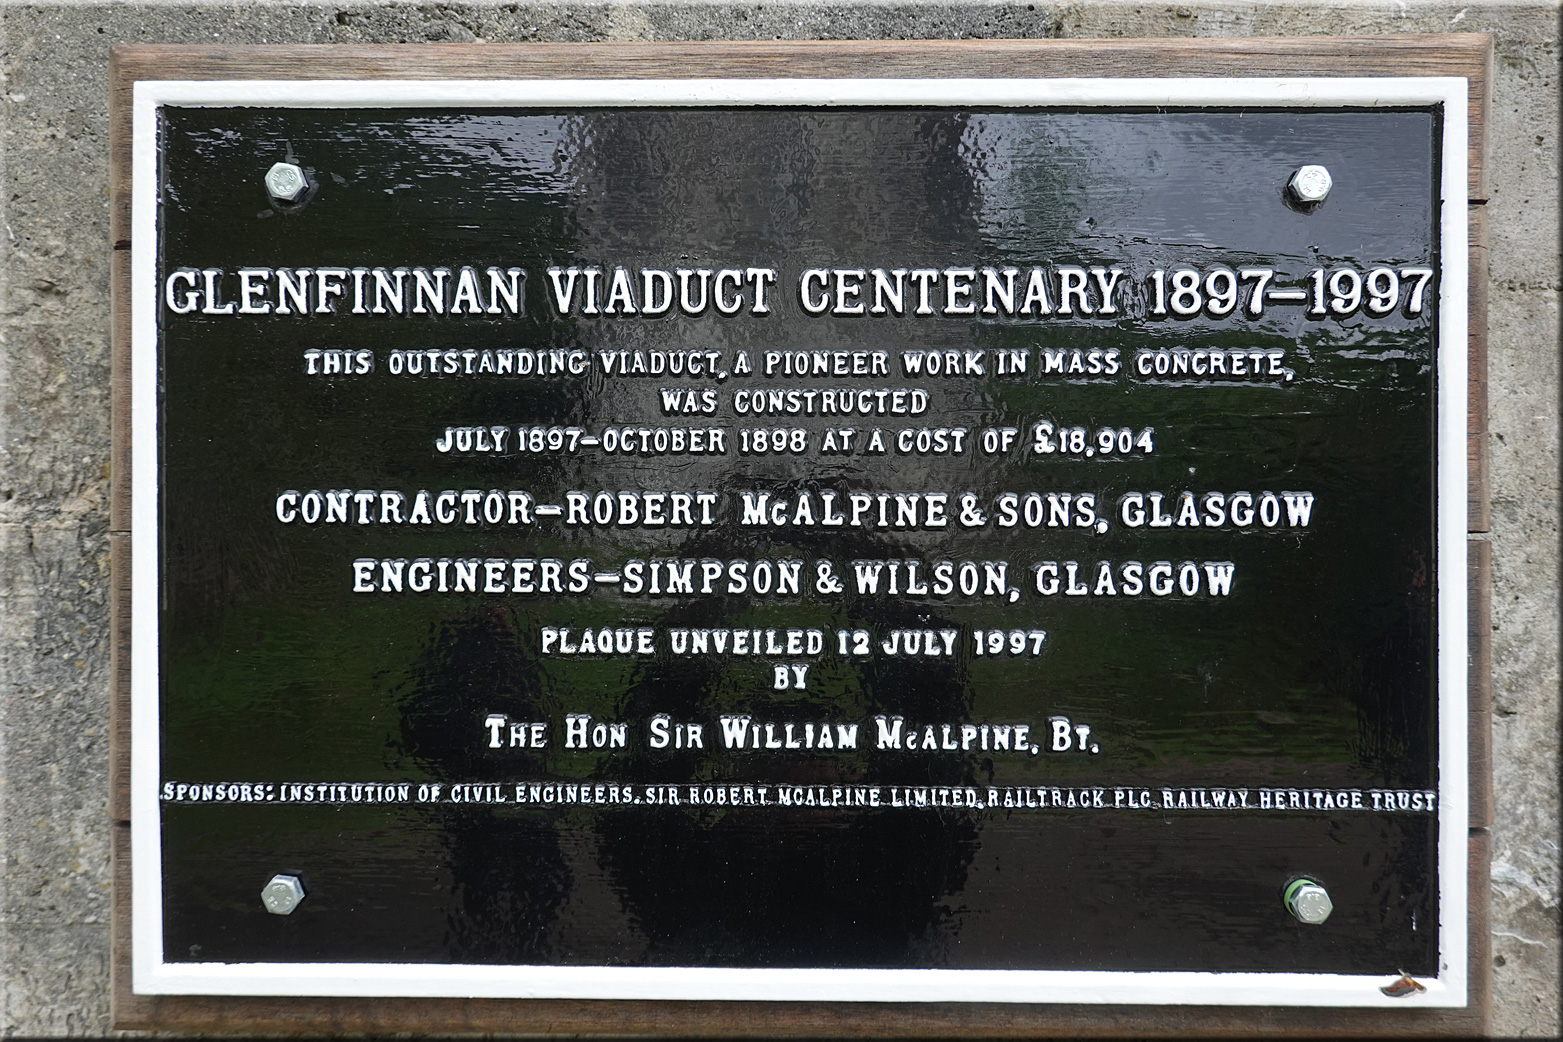 GLENFINNAN VIADUCT CENTENARY 1897–1997
THIS OUTSTANDING VIADUCT, A PIONEER WORK IN MASS CONCRETE,
WAS CONSTRUCTED
JULY 1897–OCTOBER 1898 AT A COST OF £18,904
CONTRACTOR–ROBERT McALPINE & SONS, GLASGOW
ENGINEERS–SIMPSON & WILSON, GLASGOW
PLAQUE UNVEILED 12 JULY 1997
BY
THE HON SIR WILLIAM McALPINE, BT.
SPONSORS: INSTITUTION OF CIVIL ENGINEERS. SIR ROBERT MCALPINE LIMITED, RAILTRACK PLC, RAILWAY HERITAGE TRUST